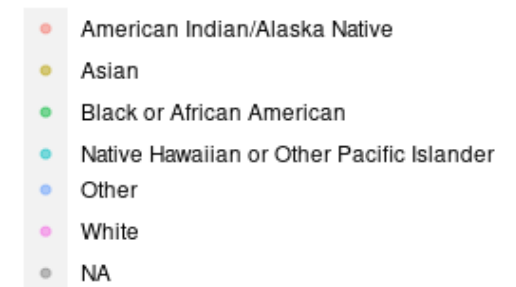 American Indian/Alaska Native
Asian
Black or African American
Native Hawaiian or Other Pacific Islander
Other
White
NA